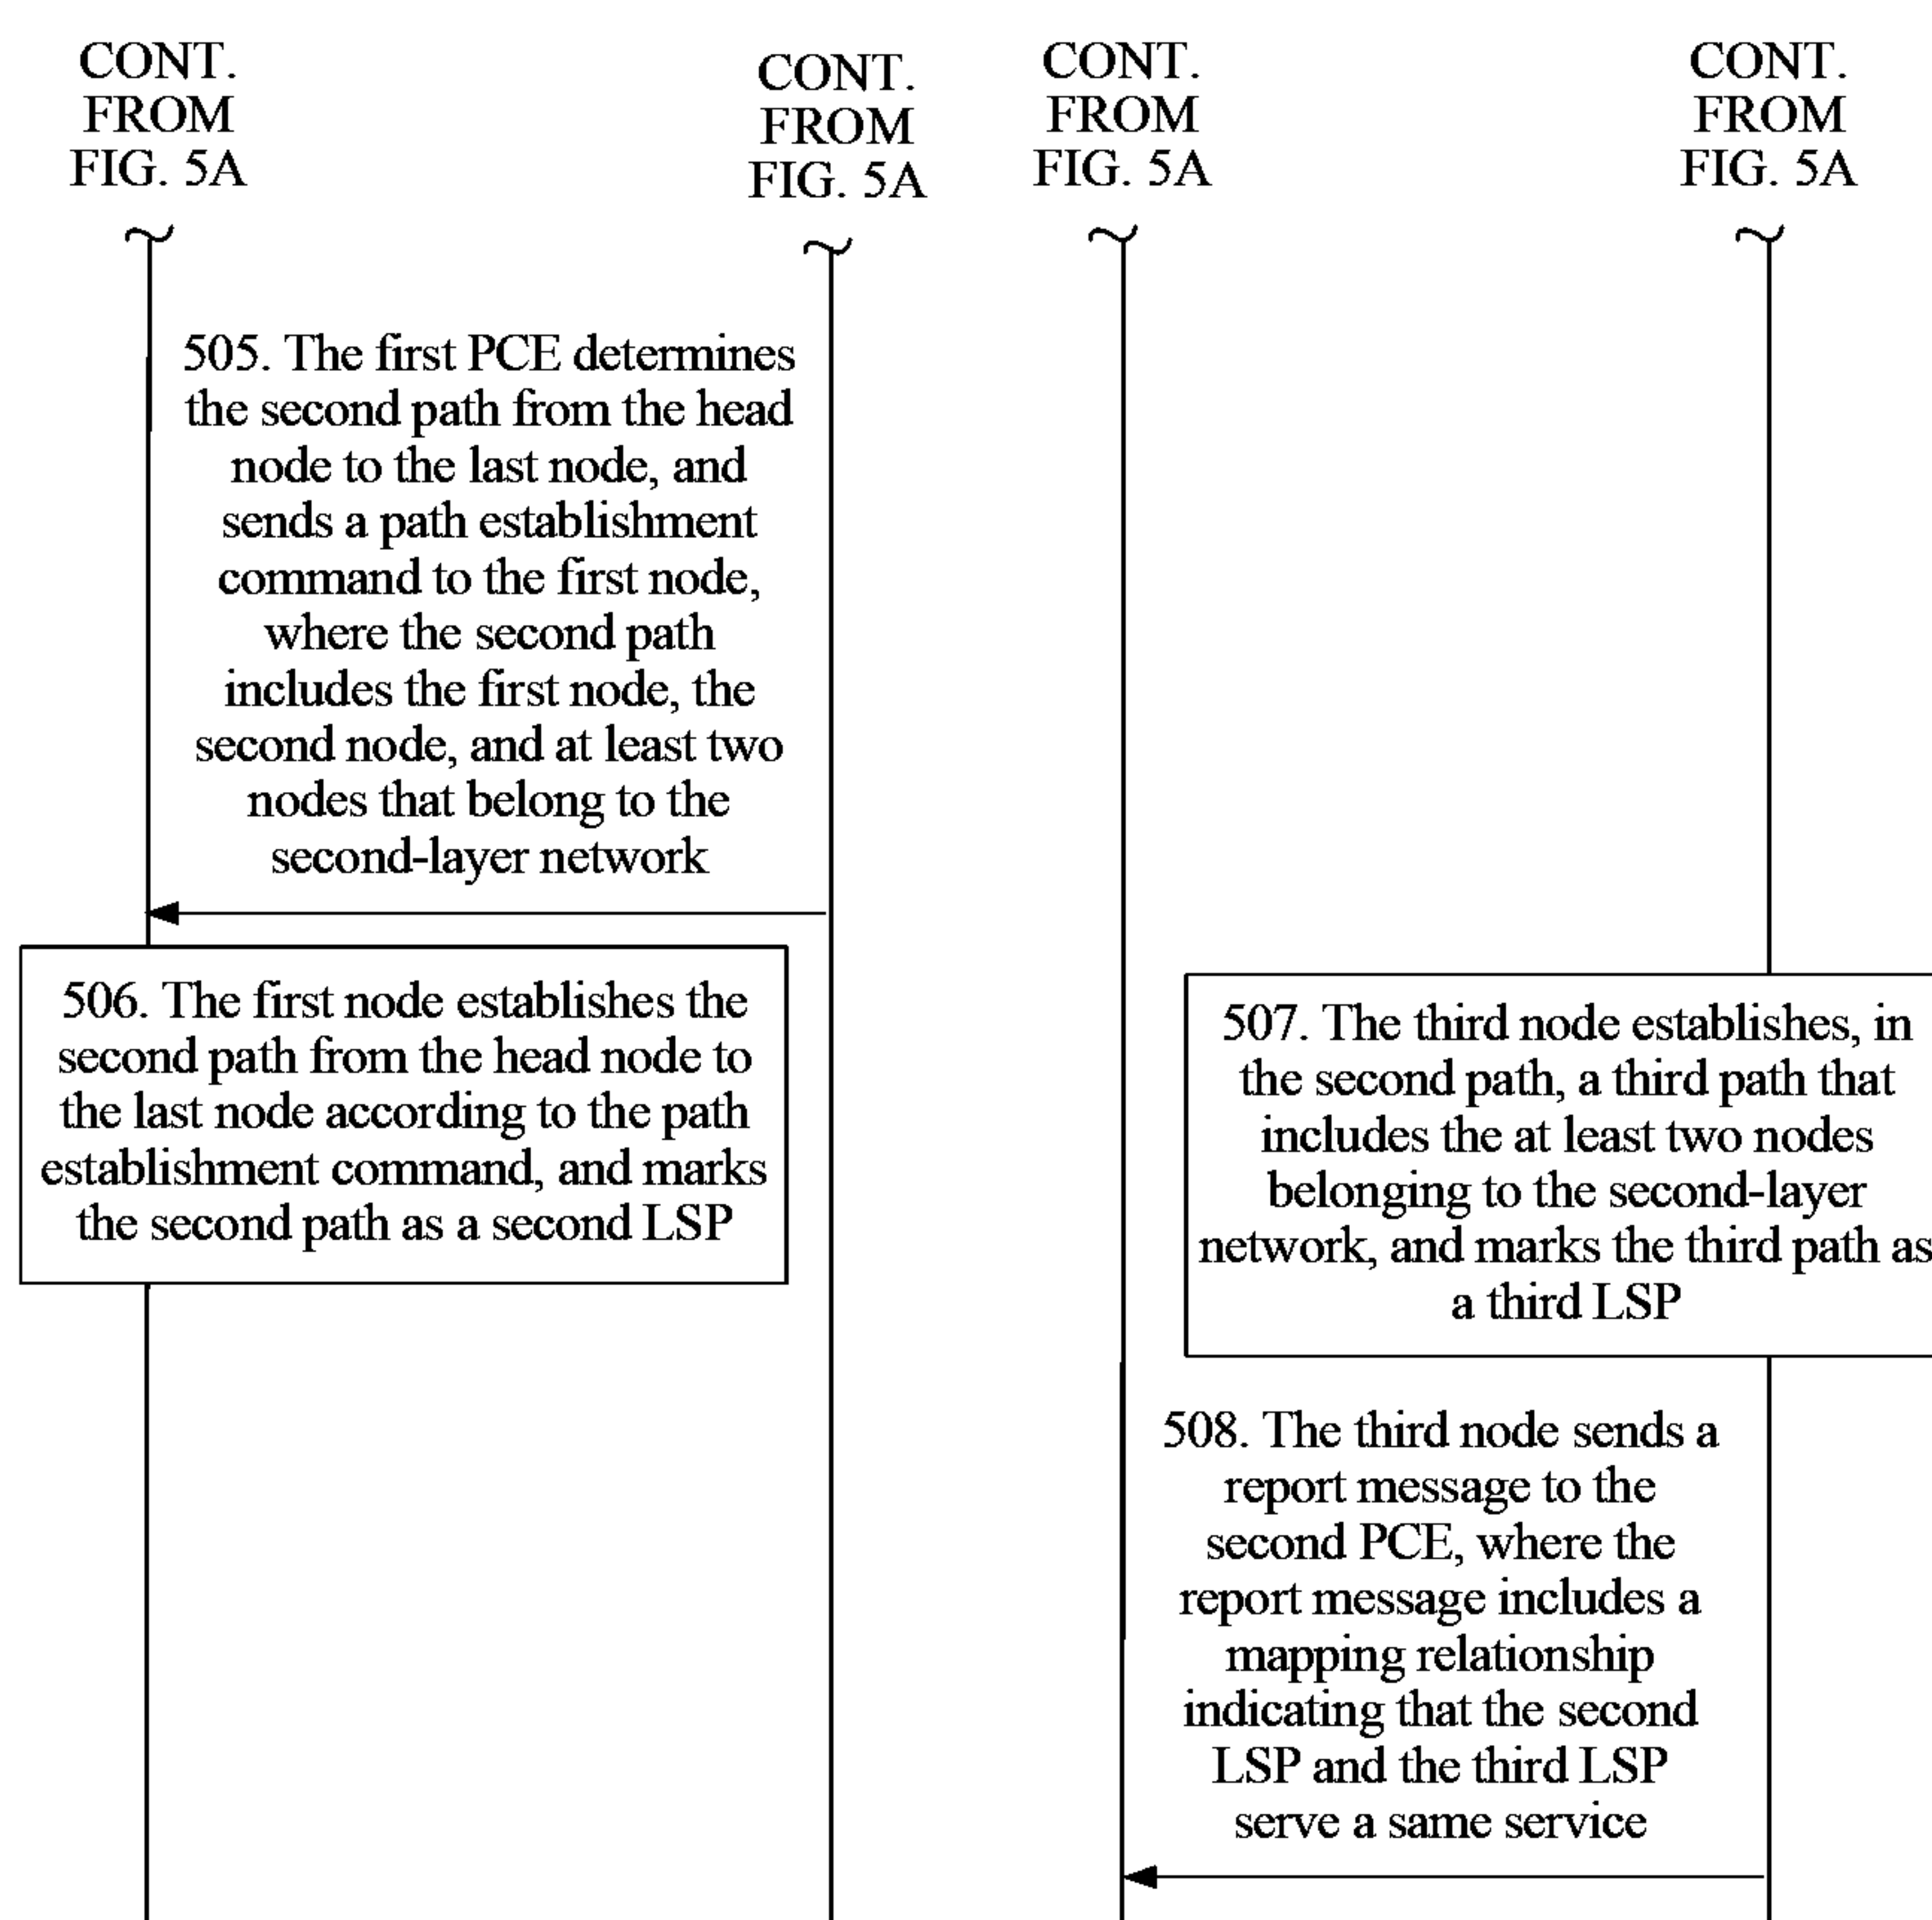 CONT.
FROM
FIG. 5A
CONT.
FROM
FIG. 5A
CONT.
FROM
FIG. 5A
CONT.
FROM
FIG. 5A
505. The first PCE determines
the second path from the head
node to the last node, and
sends a path establishment
command to the first node,
where the second path
includes the first node, the
second node, and at least two
nodes that belong to the
second-layer network
506. The first node establishes the
second path from the head node to
the last node according to the path
establishment command, and marks
the second path as a second LSP
507. The third node establishes, in
the second path, a third path that
includes the at least two nodes
belonging to the second-layer
network, and marks the third path as
a third LSP
508. The third node sends a
report message to the
second PCE, where the
report message includes a
mapping relationship
indicating that the second
LSP and the third LSP
serve a same service